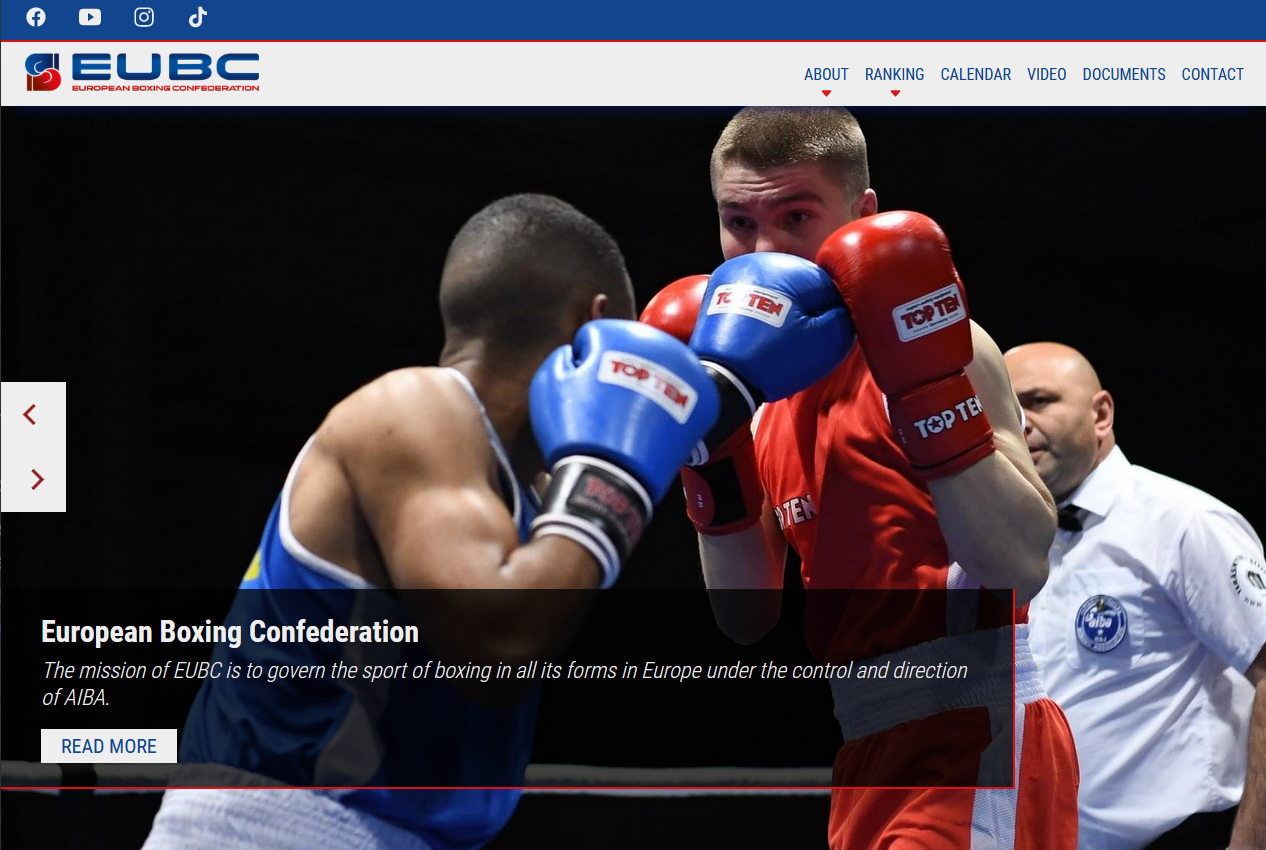 EUBC
EUROPEAN BOXING CONFEDERATION
ABOUT RANKING CALENDAR VIDEO DOCUMENTS CONTACT
TOP TEN
TOP TEN
TOP TEN
TOP TEN
TEN
aiba
European Boxing Confederation
The mission of EUBC is to govern the sport of boxing in all its forms in Europe under the control and direction
of AIBA.
READ MORE